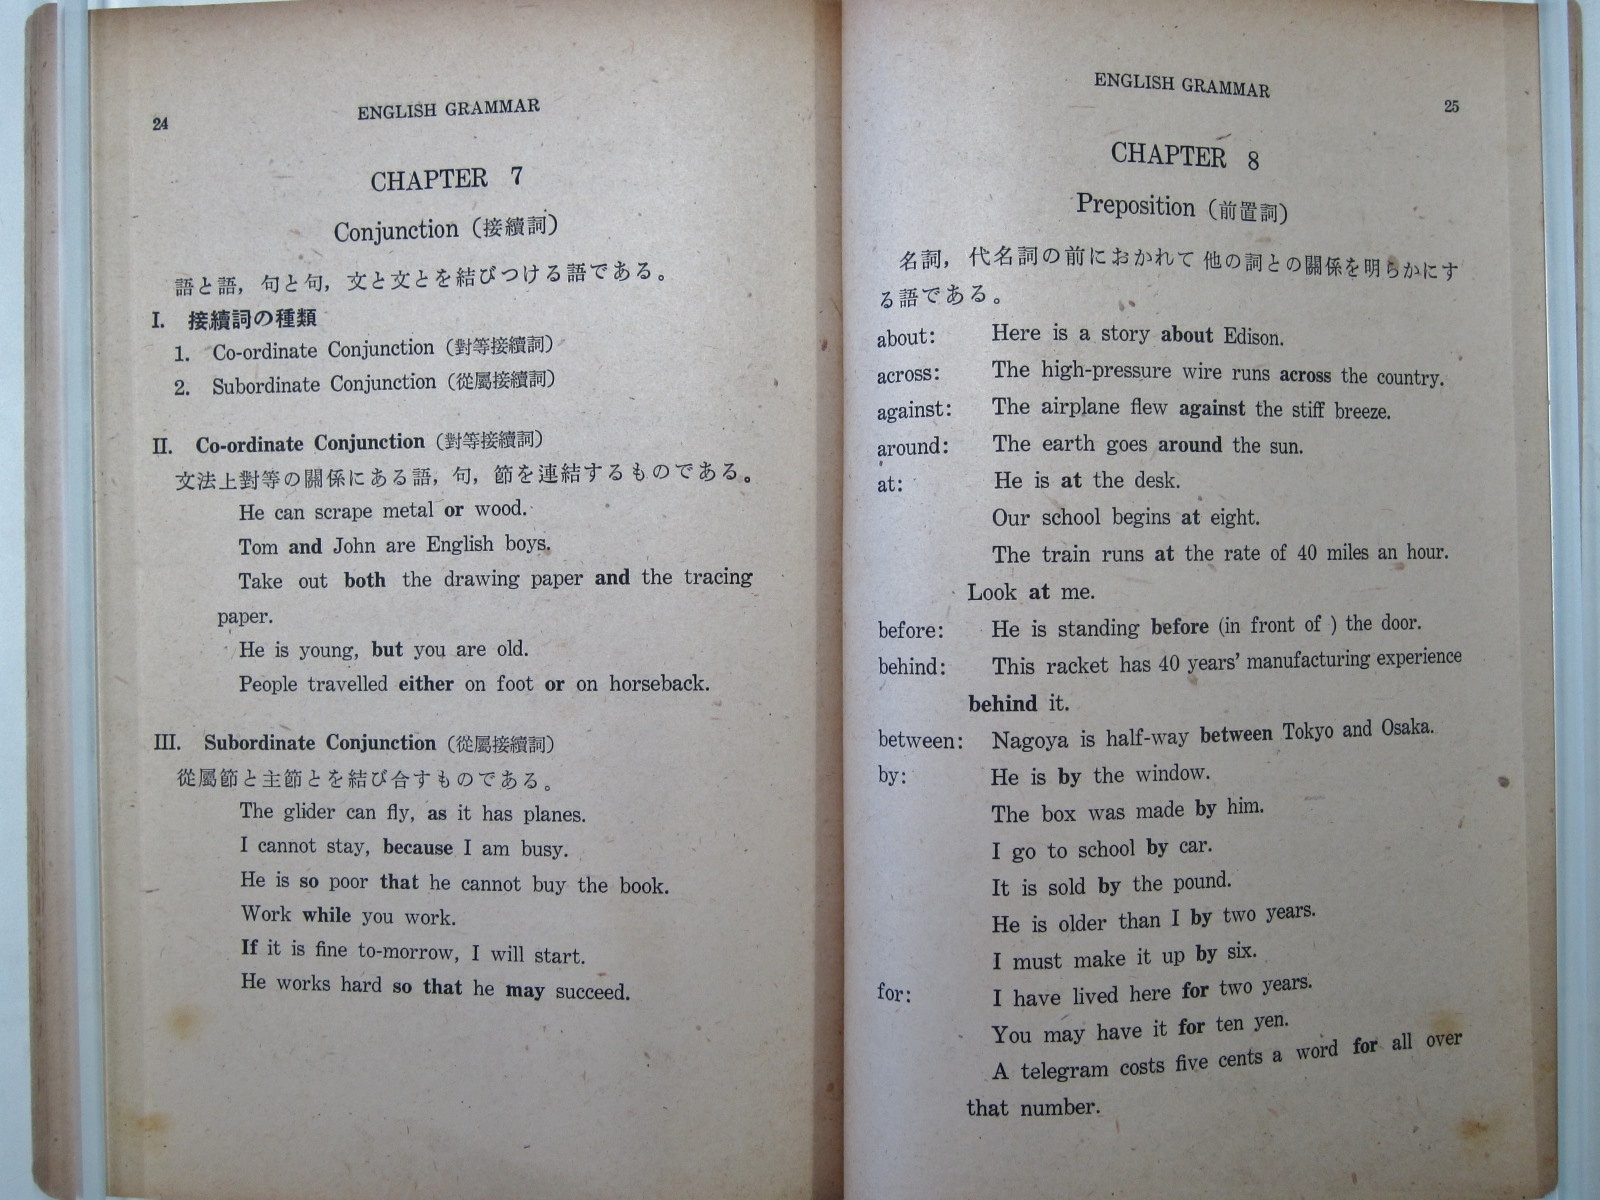 24
ENGLISH GRAMMAR
CHAPTER 7
Conjunction (接續詞)
語と語, 句と句, 文と文とを結びつける語である。
I. 接續詞の種類
1. Co-ordinate Conjunction (對等接續詞)
2. Subordinate Conjunction (從屬接續詞)
II. Co-ordinate Conjunction (對等接續詞)
文法上對等の關係にある語, 句, 節を連結するものである。
He can scrape metal or wood.
Tom and John are English boys.
Take out both the drawing paper and the tracing
paper.
He is young, but you are old.
People travelled either on foot or on horseback.
III. Subordinate Conjunction (從屬接續詞)
從屬節と主節とを結び合すものである。
The glider can fly, as it has planes.
I cannot stay, because I am busy.
He is so poor that he cannot buy the book.
Work while you work.
If it is fine to-morrow, I will start.
He works hard so that he may succeed.
ENGLISH GRAMMAR
25
CHAPTER 8
Preposition (前置詞)
名詞, 代名詞の前におかれて 他の詞との關係を明らかにす
る語である。
about: Here is a story about Edison.
across: The high-pressure wire runs across the country.
against: The airplane flew against the stiff breeze.
around: The earth goes around the sun.
at: He is at the desk.
Our school begins at eight.
The train runs at the rate of 40 miles an hour.
Look at me.
before: He is standing before (in front of ) the door.
behind: This racket has 40 years' manufacturing experience
behind it.
between: Nagoya is half-way between Tokyo and Osaka.
by: He is by the window.
The box was made by him.
I go to school by car.
It is sold by the pound.
He is older than I by two years.
I must make it up by six.
for: I have lived here for two years.
You may have it for ten yen.
A telegram costs five cents a word for all over
that number.